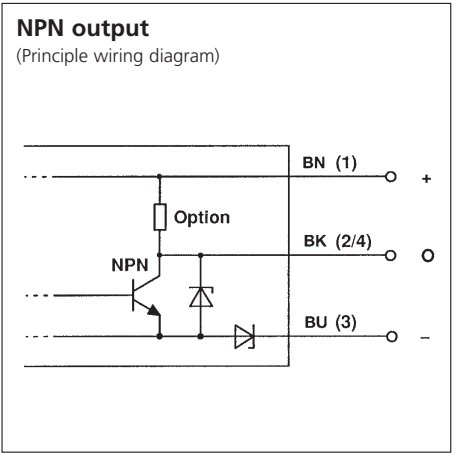 NPN output
(Principle wiring diagram)
BN (1)
+
Option
BK (2/4)
O
NPN
BU (3)
–